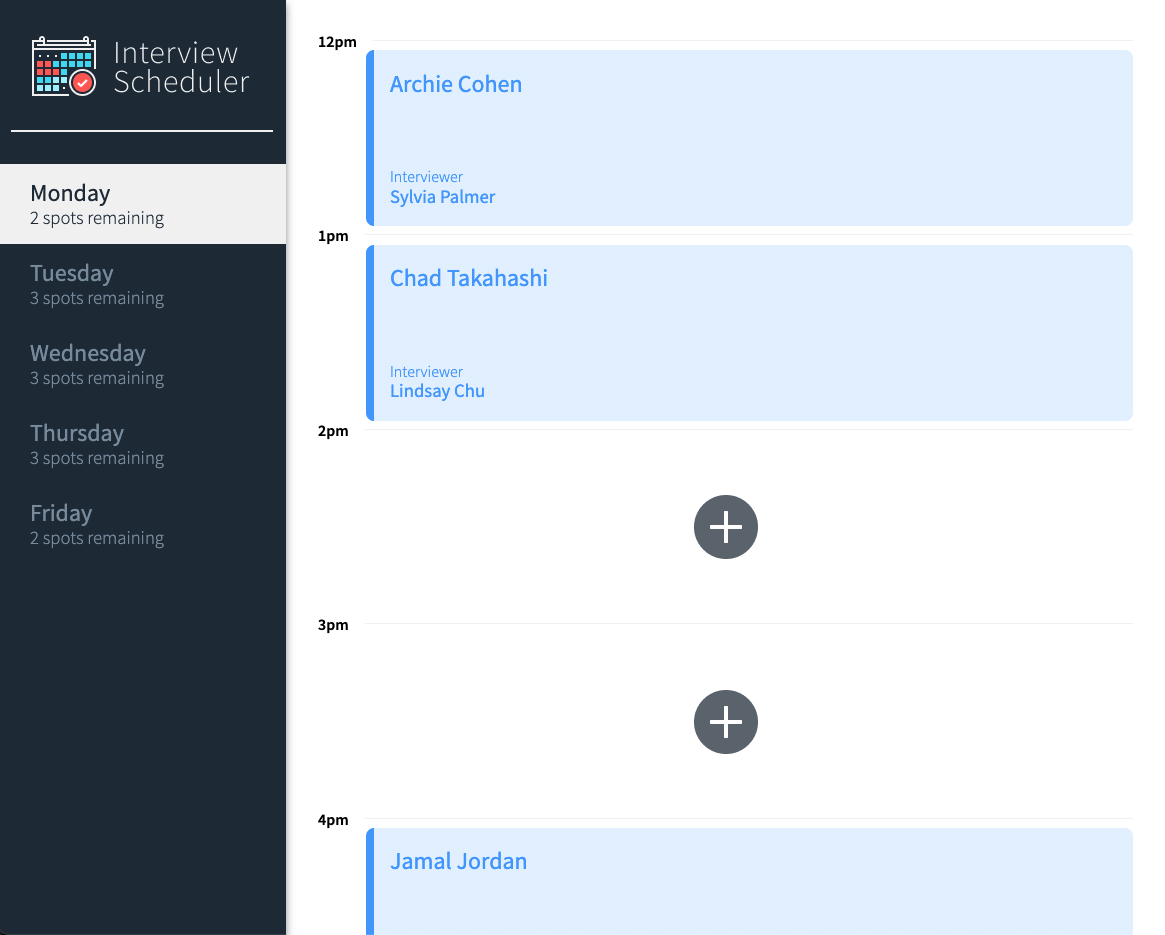 Interview
Scheduler
Monday
2 spots remaining
Tuesday
3 spots remaining
Wednesday
3 spots remaining
Thursday
3 spots remaining
Friday
2 spots remaining
12pm
Archie Cohen
Interviewer
Sylvia Palmer
1pm
Chad Takahashi
Interviewer
Lindsay Chu
2pm
3pm
4pm
Jamal Jordan